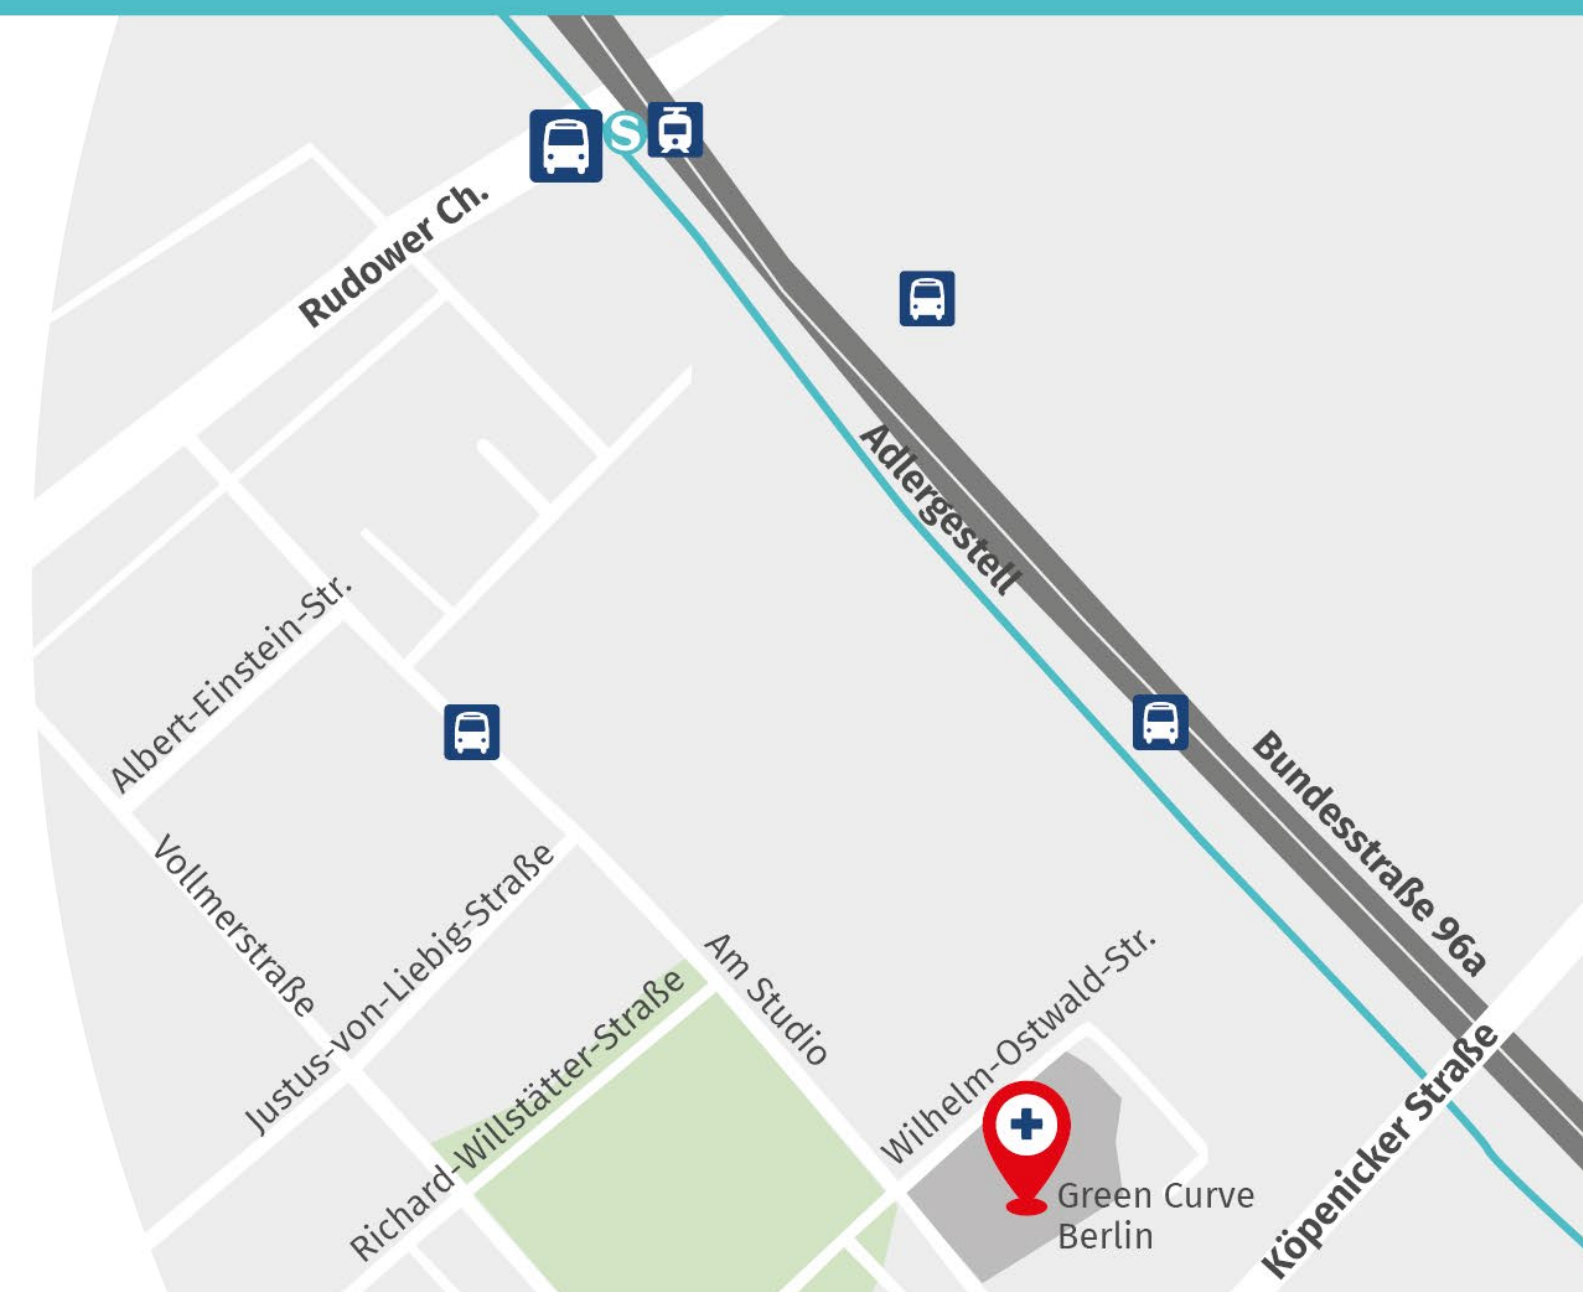 S
Rudower Ch.
Adlergestell
Albert-Einstein-Str.
Bundesstraße 96a
Vollmerstraße
Justus-von-Liebig-Straße
Am Studio
Wilhelm-Ostwald-Str.
Richard-Willstätter-Straße
Köpenicker Straße
Green Curve
Berlin